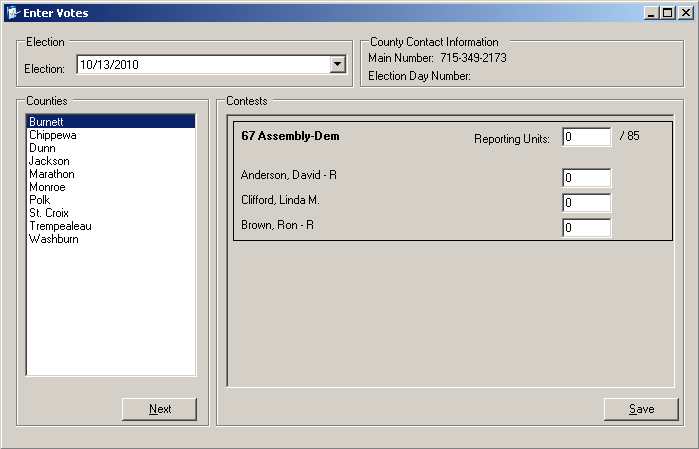 Enter Votes
Election
Election: 10/13/2010
County Contact Information
Main Number: 715-349-2173
Election Day Number:
Counties
Burnett
Chippewa
Dunn
Jackson
Marathon
Monroe
Polk
St. Croix
Trempealeau
Washburn
Next
Contests
67 Assembly-Dem Reporting Units: 0 / 85
Anderson, David - R 0
Clifford, Linda M. 0
Brown, Ron - R 0
Save